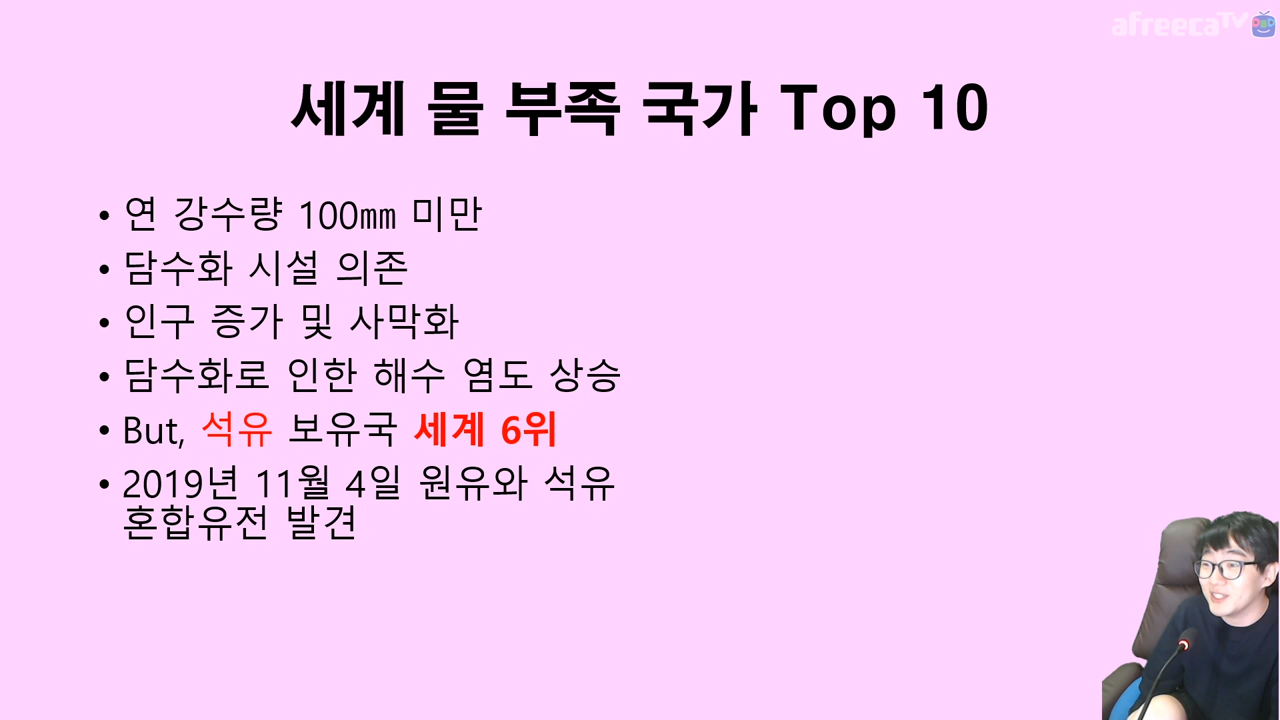 afreecaTV
세계 물 부족 국가 Top 10
• 연 강수량 100㎜ 미만
• 담수화 시설 의존
• 인구 증가 및 사막화
• 담수화로 인한 해수 염도 상승
• But, 석유 보유국 세계 6위
• 2019년 11월 4일 원유와 석유
혼합유전 발견